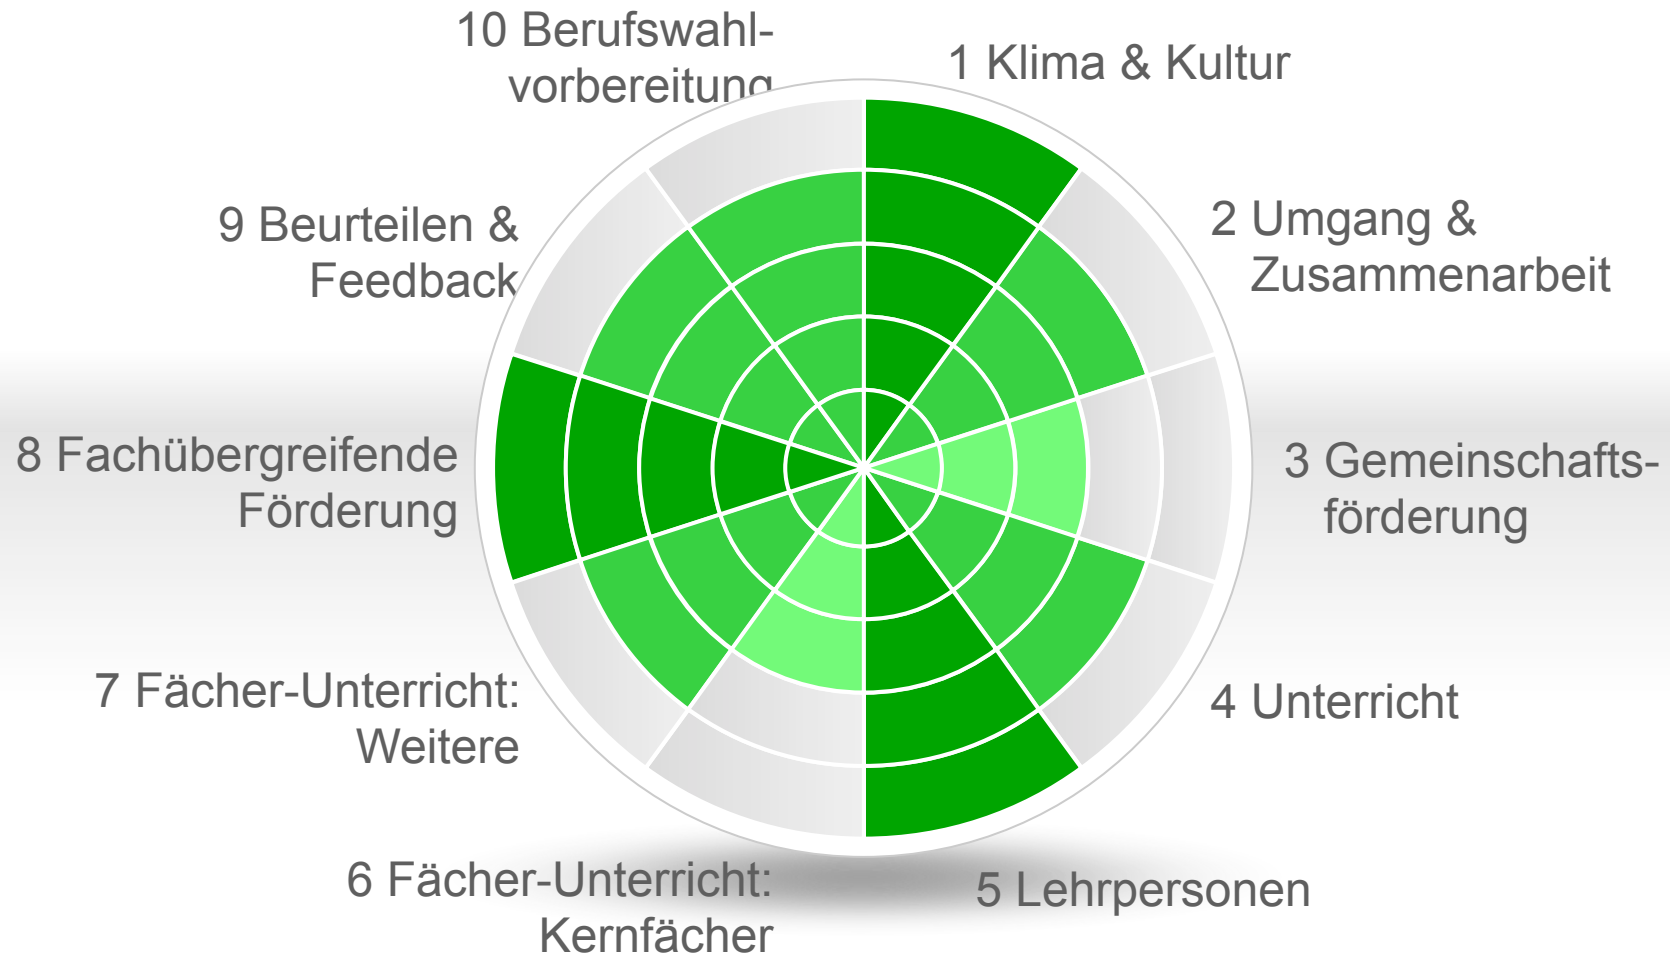 10 Berufswahl-
vorbereitung
1 Klima & Kultur
2 Umgang &
Zusammenarbeit
3 Gemeinschafts-
förderung
4 Unterricht
5 Lehrpersonen
6 Fächer-Unterricht:
Kernfächer
7 Fächer-Unterricht:
Weitere
8 Fachübergreifende
Förderung
9 Beurteilen &
Feedback